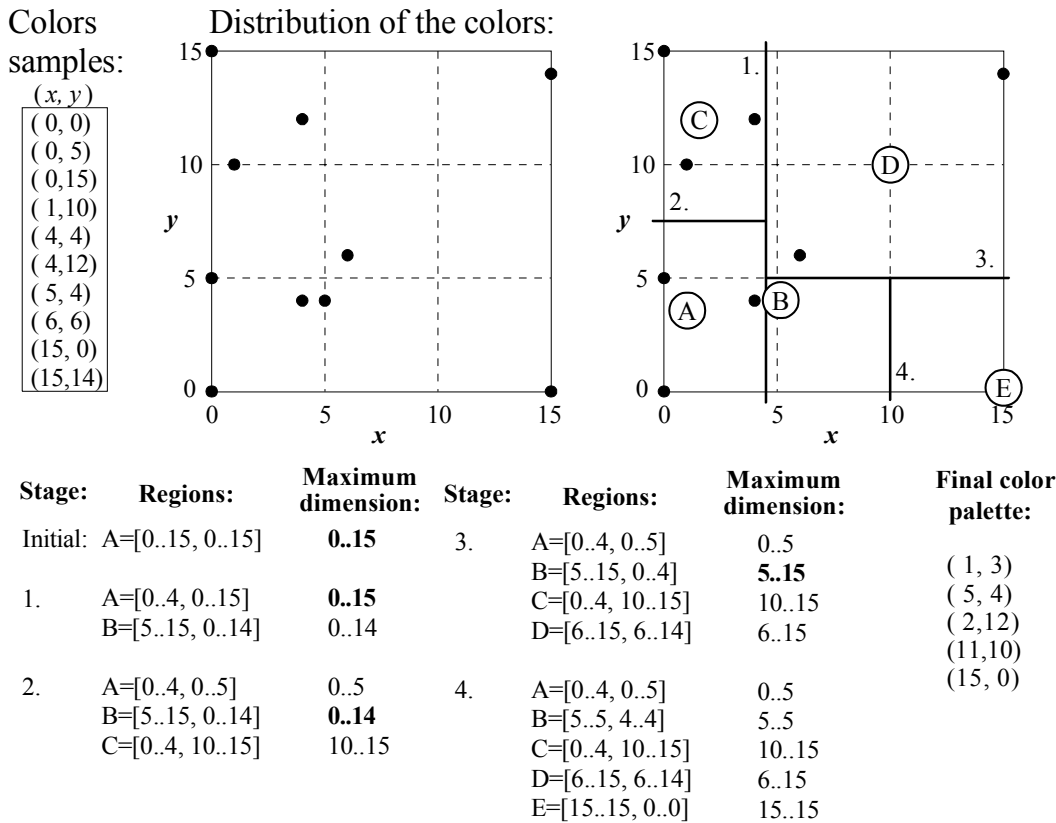 Colors
samples:
Distribution of the colors:
(x, y)
( 0, 0)
( 0, 5)
( 0,15)
( 1,10)
( 4, 4)
( 4,12)
( 5, 4)
( 6, 6)
(15, 0)
(15,14)
15
10
y
5
0
0 5 10 15
x
15
10
y
5
0
0 5 10 15
x
1.
C
D
2.
3.
A
B
4.
E
Stage: Regions: Maximum dimension:
Initial: A=[0..15, 0..15] 0..15
1. A=[0..4, 0..15] 0..15
B=[5..15, 0..14] 0..14
2. A=[0..4, 0..5] 0..5
B=[5..15, 0..14] 0..14
C=[0..4, 10..15] 10..15
Stage: Regions: Maximum dimension:
3. A=[0..4, 0..5] 0..5
B=[5..15, 0..4] 5..15
C=[0..4, 10..15] 10..15
D=[6..15, 6..14] 6..15
4. A=[0..4, 0..5] 0..5
B=[5..5, 4..4] 5..5
C=[0..4, 10..15] 10..15
D=[6..15, 6..14] 6..15
E=[15..15, 0..0] 15..15
Final color
palette:
( 1, 3)
( 5, 4)
( 2,12)
(11,10)
(15, 0)